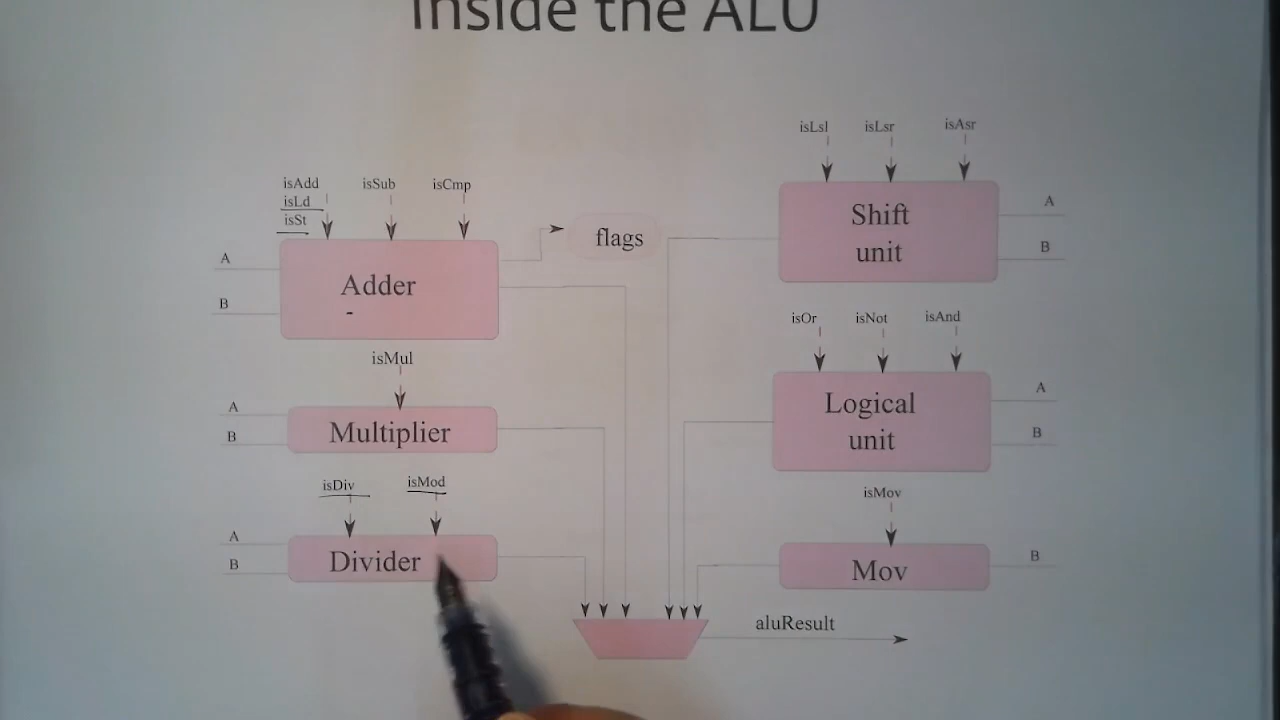 Inside the ALU
isAdd
isLd
isSt
isSub
isCmp
A
B
Adder
flags
isMul
A
B
Multiplier
isDiv
isMod
A
B
Divider
isLsl
isLsr
isAsr
Shift
unit
A
B
isOr
isNot
isAnd
Logical
unit
A
B
isMov
Mov
B
aluResult